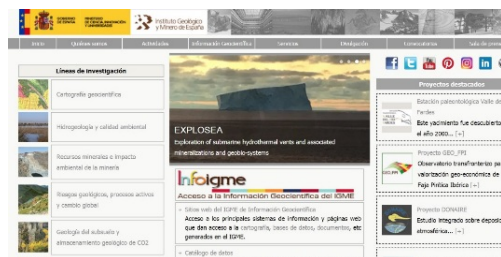 GOBIERNO DE ESPAÑA
MINISTERIO DE CIENCIA, INNOVACIÓN Y UNIVERSIDADES
Instituto Geológico
y Minero de España
Inicio
Quiénes somos
Actividades
Información Geocientífica
Servicios
Divulgación
Convocatorias
Sala de prensa
Líneas de Investigación
Cartografía geocientífica
Hidrogeología y calidad ambiental
Recursos minerales e impacto
ambiental de la minería
Riesgos geológicos, procesos activos
y cambio global
Geología del subsuelo y
almacenamiento geológico de CO2
EXPLOSEA
Exploration of submarine hydrothermal vents and associated
mineralizations and geobio-systems
Infoigme
Acceso a la Información Geocientífica del IGME
Sitios web del IGME de Información Geocientífica
Acceso a los principales sistemas de información y páginas web
que dan acceso a la cartografía, bases de datos, documentos, etc
generados en el IGME.
Catálogo de datos
Proyectos destacados
Estación paleontológica Valle de
Fardes
Este yacimiento fue descubierto
el año 2000... [+]
Proyecto GEO_FPI
Observatorio transfronterizo pa
valorización geo-económica de
Faja Pirítica Ibérica [+]
Proyecto DONAIRE
Estudio integrado sobre deposic
atmosférica... [+]